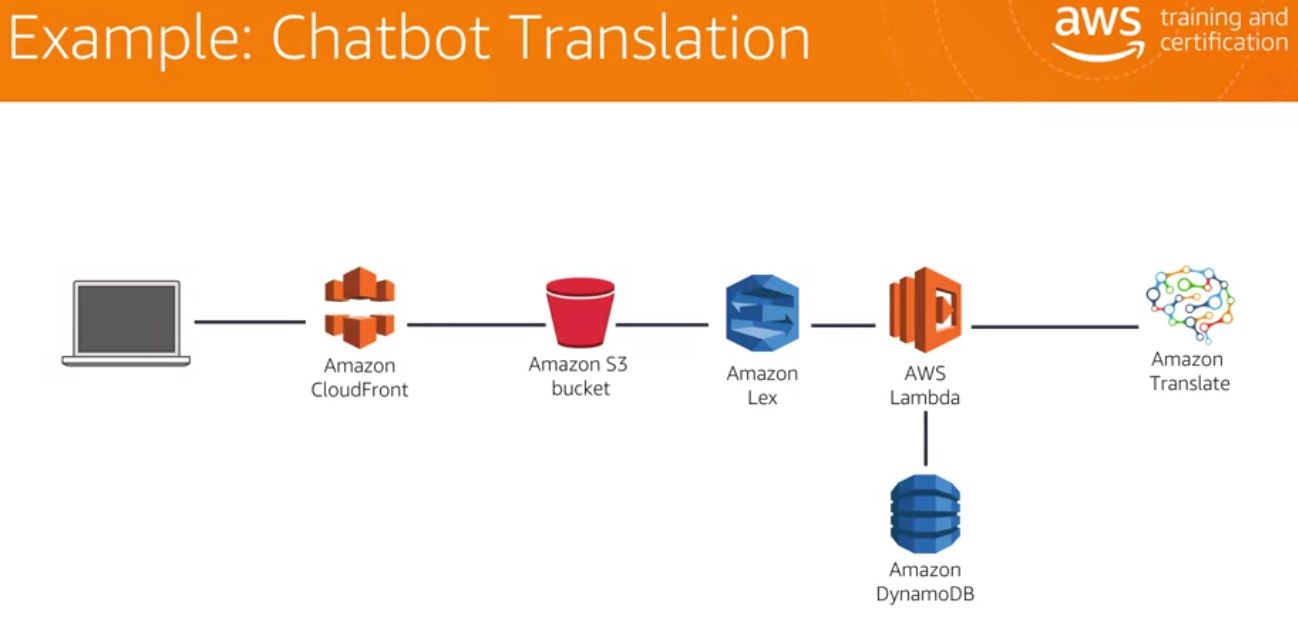 Example: Chatbot Translation
aws
training and
certification
Amazon
CloudFront
Amazon S3
bucket
Amazon
Lex
AWS
Lambda
Amazon
Translate
Amazon
DynamoDB